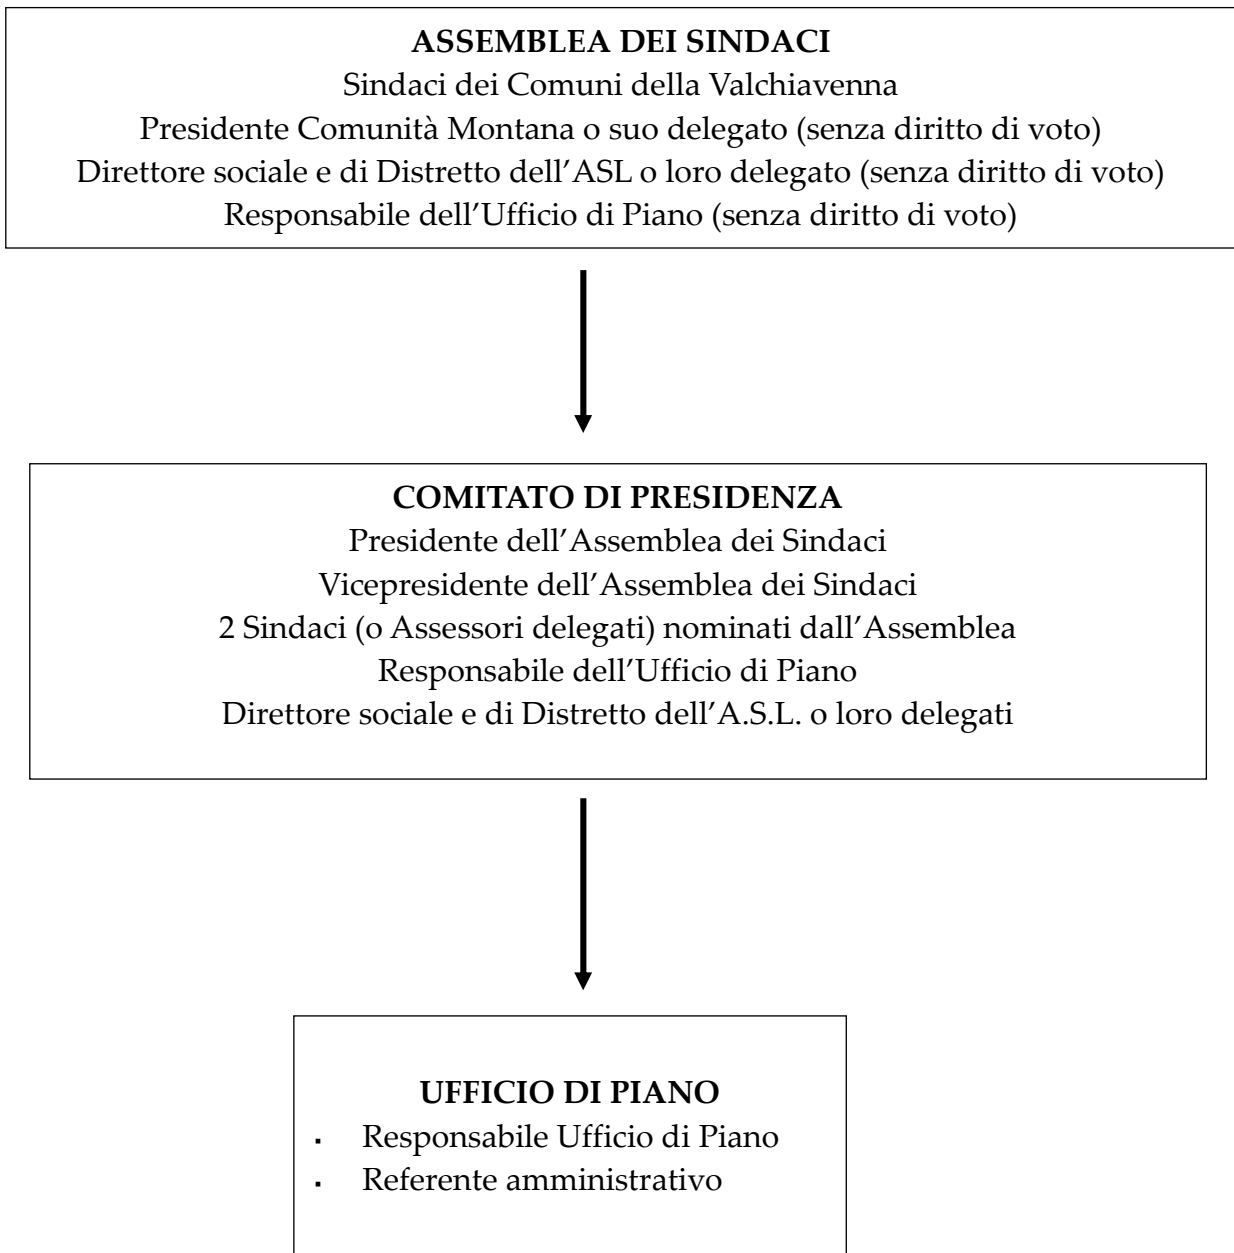 ASSEMBLEA DEI SINDACI
Sindaci dei Comuni della Valchiavenna
Presidente Comunità Montana o suo delegato (senza diritto di voto)
Direttore sociale e di Distretto dell’ASL o loro delegato (senza diritto di voto)
Responsabile dell’Ufficio di Piano (senza diritto di voto)
COMITATO DI PRESIDENZA
Presidente dell’Assemblea dei Sindaci
Vicepresidente dell’Assemblea dei Sindaci
2 Sindaci (o Assessori delegati) nominati dall’Assemblea
Responsabile dell’Ufficio di Piano
Direttore sociale e di Distretto dell’A.S.L. o loro delegati
UFFICIO DI PIANO
▪ Responsabile Ufficio di Piano
▪ Referente amministrativo